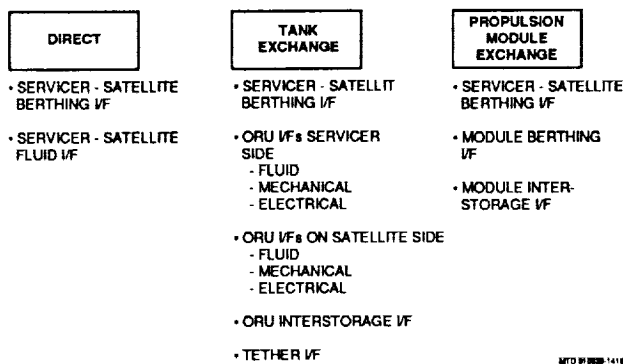 DIRECT
• SERVICER - SATELLITE
BERTHING I/F
• SERVICER - SATELLITE
FLUID I/F
TANK
EXCHANGE
• SERVICER - SATELLIT
BERTHING I/F
• ORU I/Fs SERVICER
SIDE
- FLUID
- MECHANICAL
- ELECTRICAL
• ORU I/Fs ON SATELLITE SIDE
- FLUID
- MECHANICAL
- ELECTRICAL
• ORU INTERSTORAGE I/F
• TETHER I/F
PROPULSION
MODULE
EXCHANGE
• SERVICER - SATELLITE
BERTHING I/F
• MODULE BERTHING
I/F
• MODULE INTER-
STORAGE I/F
MTD